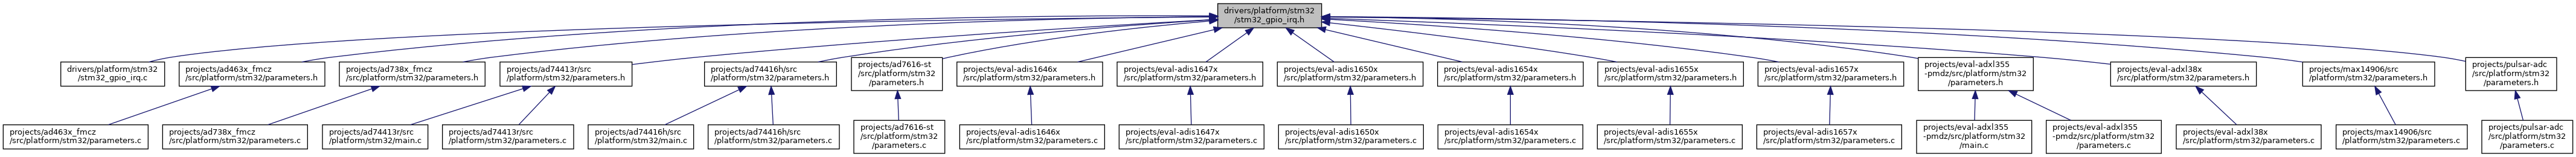 drivers/platform/stm32
/stm32_gpio_irq.h
drivers/platform/stm32
/stm32_gpio_irq.c
projects/ad463x_fmcz
/src/platform/stm32/parameters.h
projects/ad738x_fmcz
/src/platform/stm32/parameters.h
projects/ad74413r/src
/platform/stm32/parameters.h
projects/ad74416h/src
/platform/stm32/parameters.h
projects/ad7616-st
/src/platform/stm32
/parameters.h
projects/eval-adis1646x
/src/platform/stm32/parameters.h
projects/eval-adis1647x
/src/platform/stm32/parameters.h
projects/eval-adis1650x
/src/platform/stm32/parameters.h
projects/eval-adis1654x
/src/platform/stm32/parameters.h
projects/eval-adis1655x
/src/platform/stm32/parameters.h
projects/eval-adis1657x
/src/platform/stm32/parameters.h
projects/eval-adxl355
-pmdz/src/platform/stm32
/parameters.h
projects/eval-adxl38x
/src/platform/stm32/parameters.h
projects/max14906/src
/platform/stm32/parameters.h
projects/pulsar-adc
/src/platform/stm32
/parameters.h
projects/ad463x_fmcz
/src/platform/stm32/parameters.c
projects/ad738x_fmcz
/src/platform/stm32/parameters.c
projects/ad74413r/src
/platform/stm32/main.c
projects/ad74413r/src
/platform/stm32/parameters.c
projects/ad74416h/src
/platform/stm32/main.c
projects/ad74416h/src
/platform/stm32/parameters.c
projects/ad7616-st
/src/platform/stm32
/parameters.c
projects/eval-adis1646x
/src/platform/stm32/parameters.c
projects/eval-adis1647x
/src/platform/stm32/parameters.c
projects/eval-adis1650x
/src/platform/stm32/parameters.c
projects/eval-adis1654x
/src/platform/stm32/parameters.c
projects/eval-adis1655x
/src/platform/stm32/parameters.c
projects/eval-adis1657x
/src/platform/stm32/parameters.c
projects/eval-adxl355
-pmdz/src/platform/stm32
/main.c
projects/eval-adxl355
-pmdz/src/platform/stm32
/parameters.c
projects/eval-adxl38x
/src/platform/stm32/parameters.c
projects/max14906/src
/platform/stm32/parameters.c
projects/pulsar-adc
/src/platform/stm32
/parameters.c